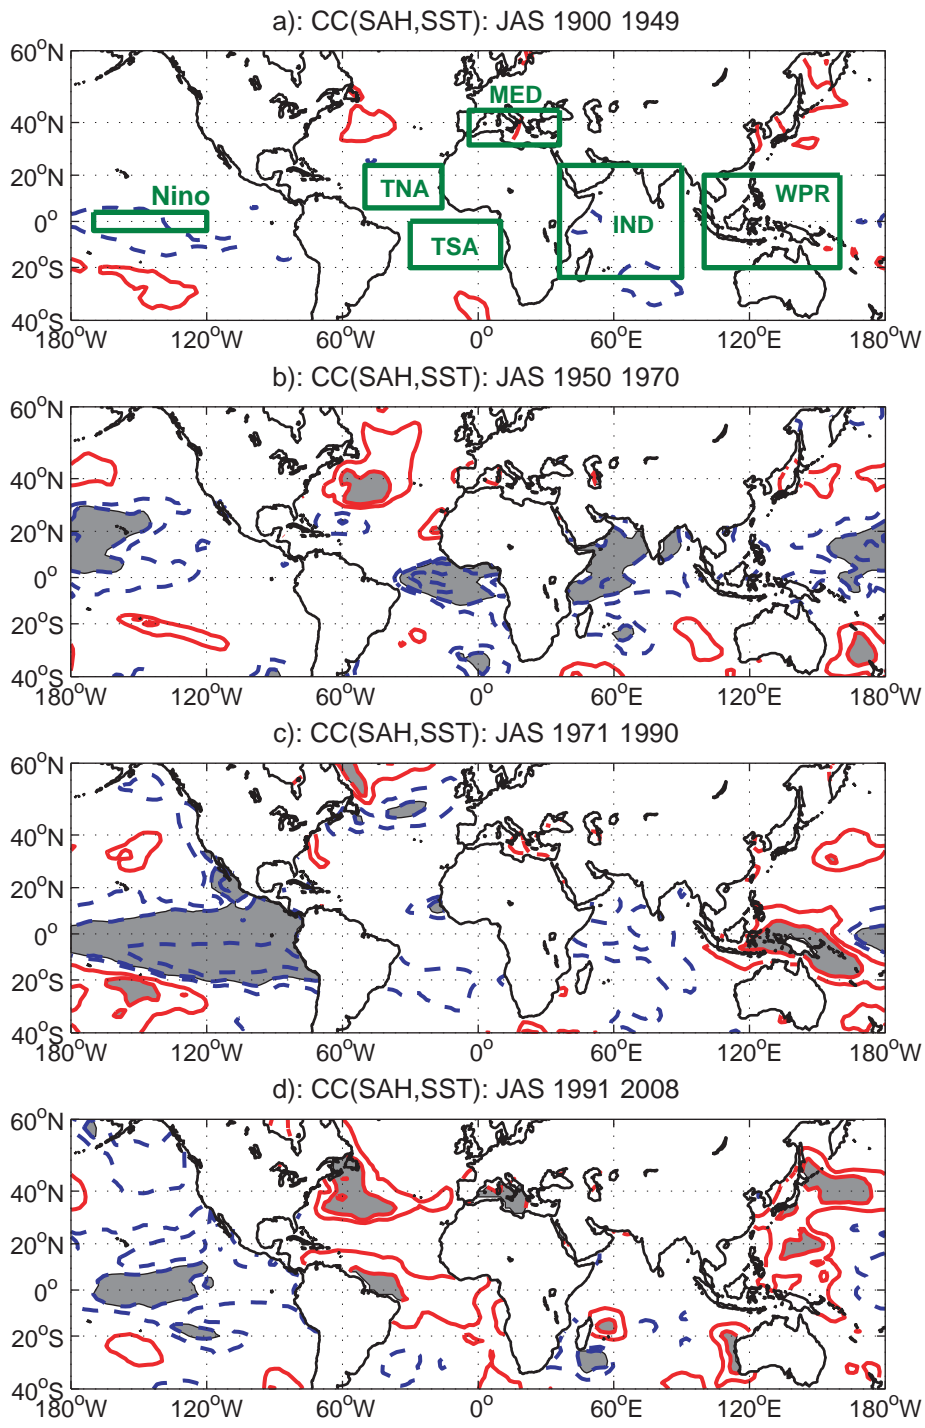 a): CC(SAH,SST): JAS 1900 1949
60°N
40°N
20°N
0°
20°S
40°S
MED
TNA
Nino
TSA
IND
WPR
180°W
120°W
60°W
0°
60°E
120°E
180°W
b): CC(SAH,SST): JAS 1950 1970
60°N
40°N
20°N
0°
20°S
40°S
180°W
120°W
60°W
0°
60°E
120°E
180°W
c): CC(SAH,SST): JAS 1971 1990
60°N
40°N
20°N
0°
20°S
40°S
180°W
120°W
60°W
0°
60°E
120°E
180°W
d): CC(SAH,SST): JAS 1991 2008
60°N
40°N
20°N
0°
20°S
40°S
180°W
120°W
60°W
0°
60°E
120°E
180°W